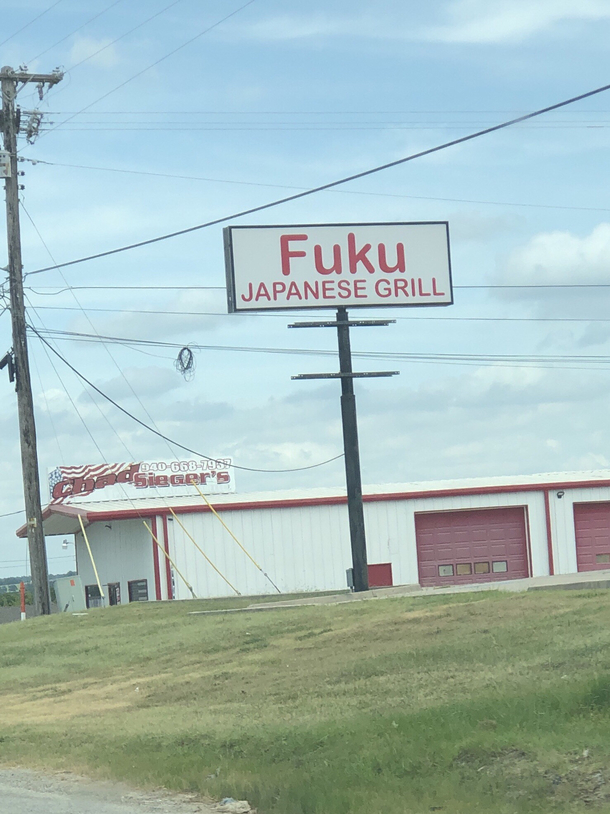 Fuku
JAPANESE GRILL
940-668-7937
Chad Sieger's